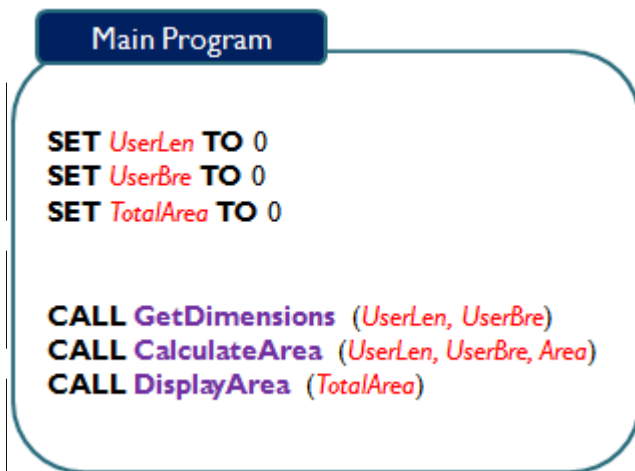 Main Program
SET UserLen TO 0
SET UserBre TO 0
SET TotalArea TO 0
CALL GetDimensions (UserLen, UserBre)
CALL CalculateArea (UserLen, UserBre, Area)
CALL DisplayArea (TotalArea)